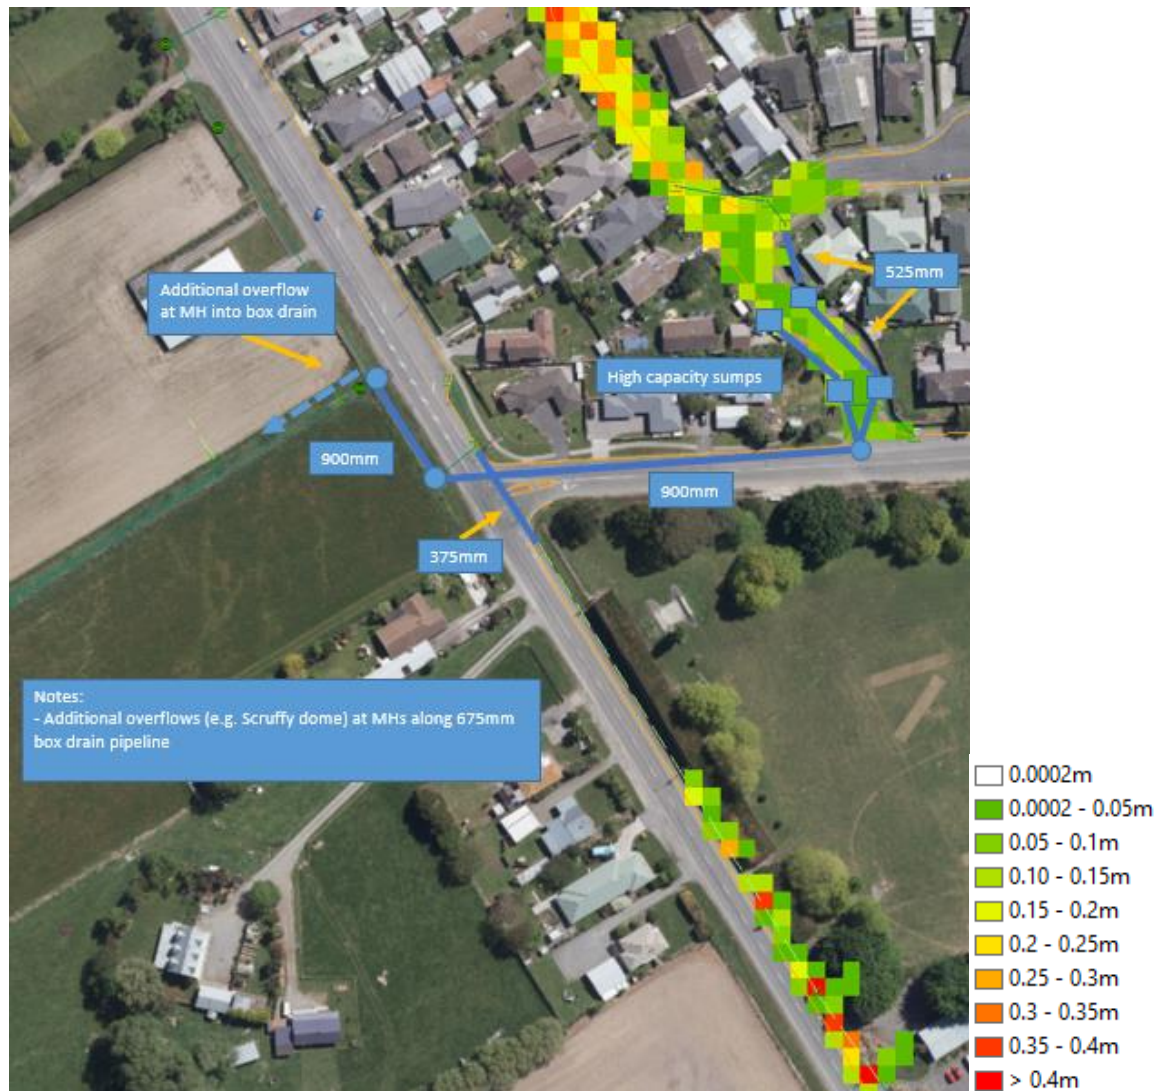 Additional overflow
at MH into box drain
525mm
High capacity sumps
900mm
900mm
375mm
Notes:
- Additional overflows (e.g. Scruffy dome) at MHs along 675mm
box drain pipeline
0.0002m
0.0002 - 0.05m
0.05 - 0.1m
0.10 - 0.15m
0.15 - 0.2m
0.2 - 0.25m
0.25 - 0.3m
0.3 - 0.35m
0.35 - 0.4m
> 0.4m